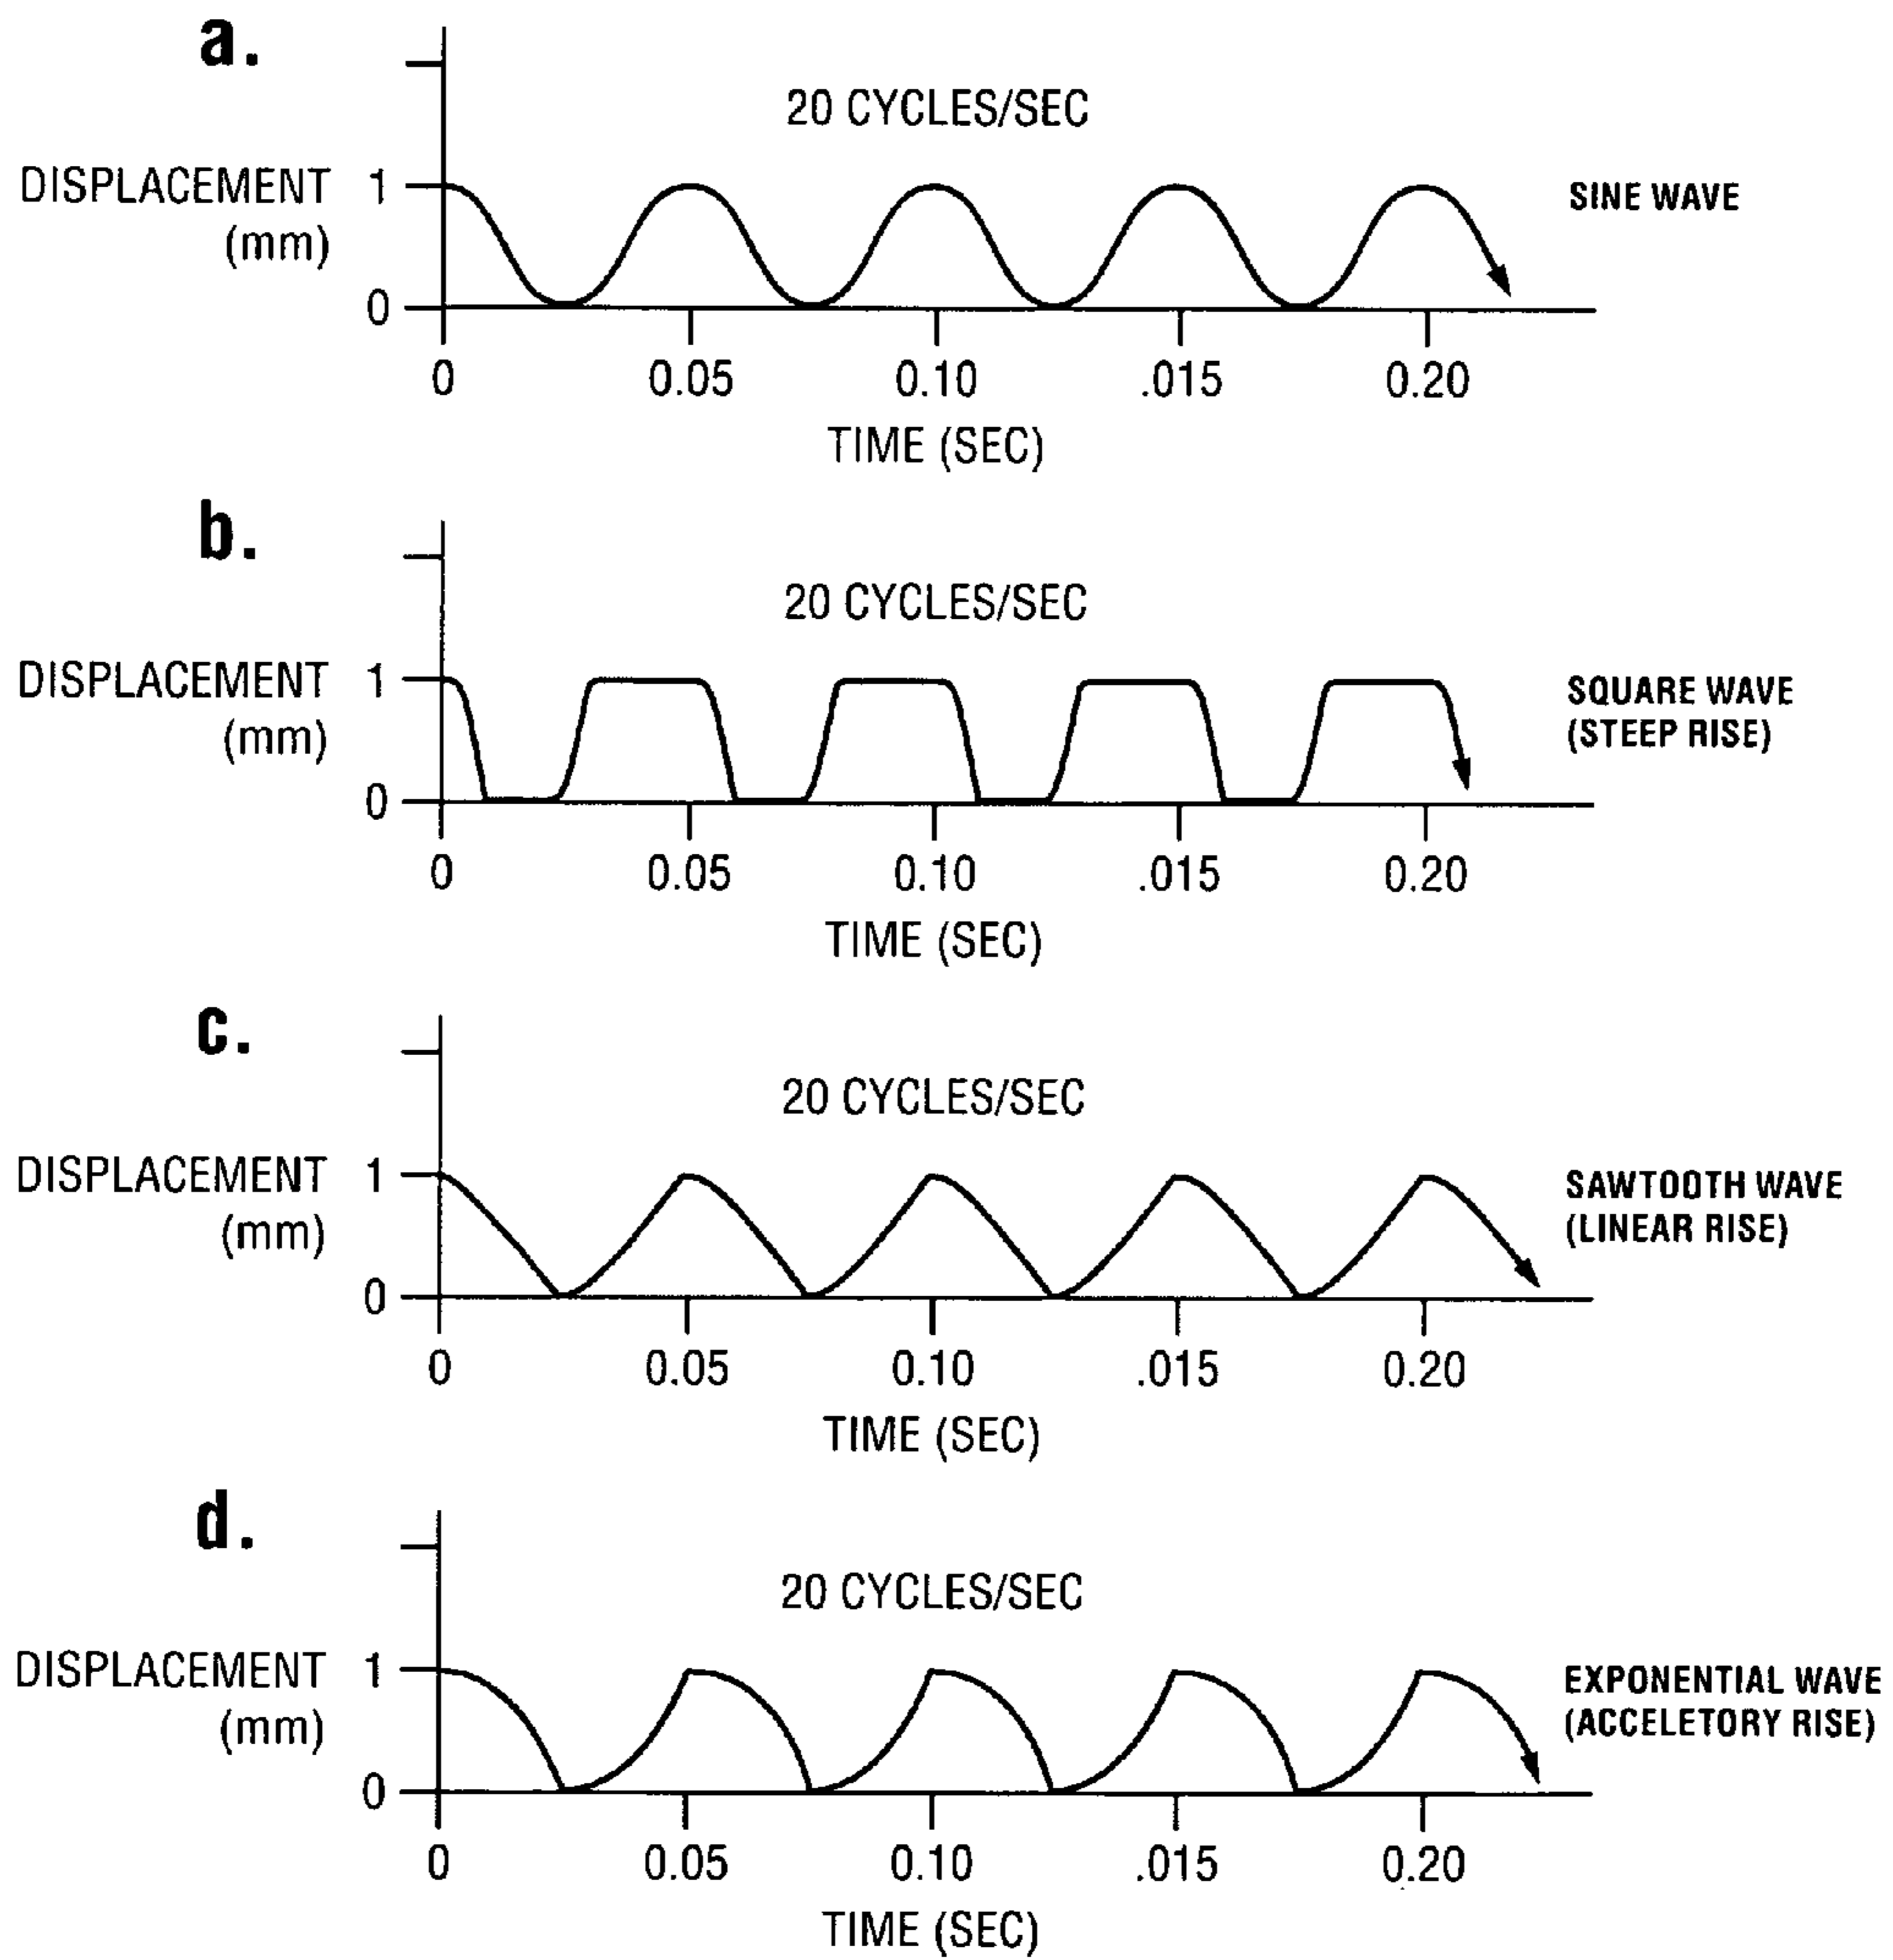 a.
20 CYCLES/SEC
DISPLACEMENT
(mm)
1
0
SINE WAVE
0 0.05 0.10 .015 0.20
TIME (SEC)
b.
20 CYCLES/SEC
DISPLACEMENT
(mm)
1
0
SQUARE WAVE
(STEEP RISE)
0 0.05 0.10 .015 0.20
TIME (SEC)
c.
20 CYCLES/SEC
DISPLACEMENT
(mm)
1
0
SAWTOOTH WAVE
(LINEAR RISE)
0 0.05 0.10 .015 0.20
TIME (SEC)
d.
20 CYCLES/SEC
DISPLACEMENT
(mm)
1
0
EXPONENTIAL WAVE
(ACCELETORY RISE)
0 0.05 0.10 .015 0.20
TIME (SEC)